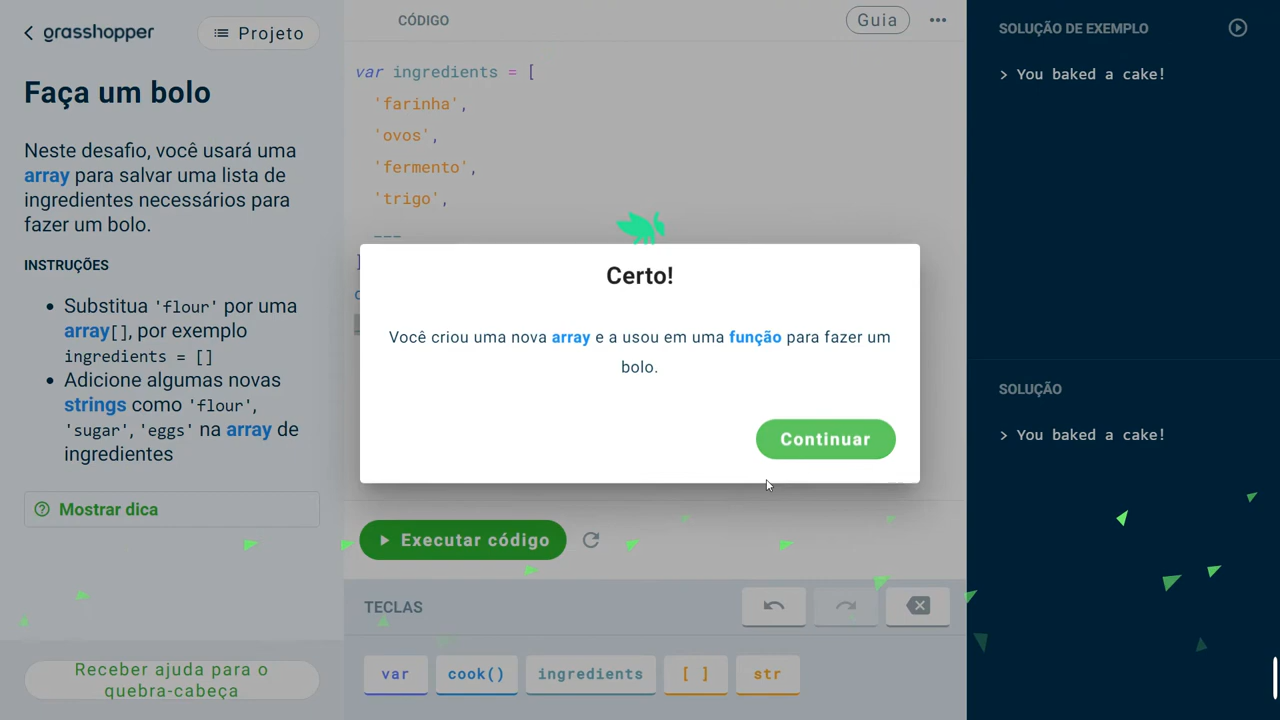 grasshopper
Projeto
Faça um bolo
Neste desafio, você usará uma
array para salvar uma lista de
ingredientes necessários para
fazer um bolo.
INSTRUÇÕES
Substitua 'flour' por uma
array[], por exemplo
ingredients = []
Adicione algumas novas
strings como 'flour',
'sugar', 'eggs' na array de
ingredientes
Mostrar dica
Receber ajuda para o
quebra-cabeça
CÓDIGO
Guia
var ingredients = [
'farinha',
'ovos',
'fermento',
'trigo',
___
]
Certo!
Você criou uma nova array e a usou em uma função para fazer um
bolo.
Continuar
Executar código
TECLAS
var
cook()
ingredients
[ ]
str
SOLUÇÃO DE EXEMPLO
> You baked a cake!
SOLUÇÃO
> You baked a cake!